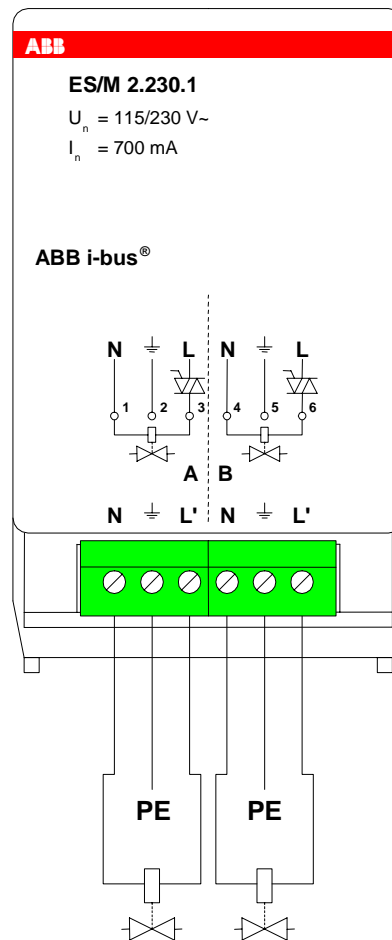 ABB
ES/M 2.230.1
Un = 115/230 V~
In = 700 mA
ABB i-bus®
N L N L
1 2 3 4 5 6
A B
N L' N L'
PE PE